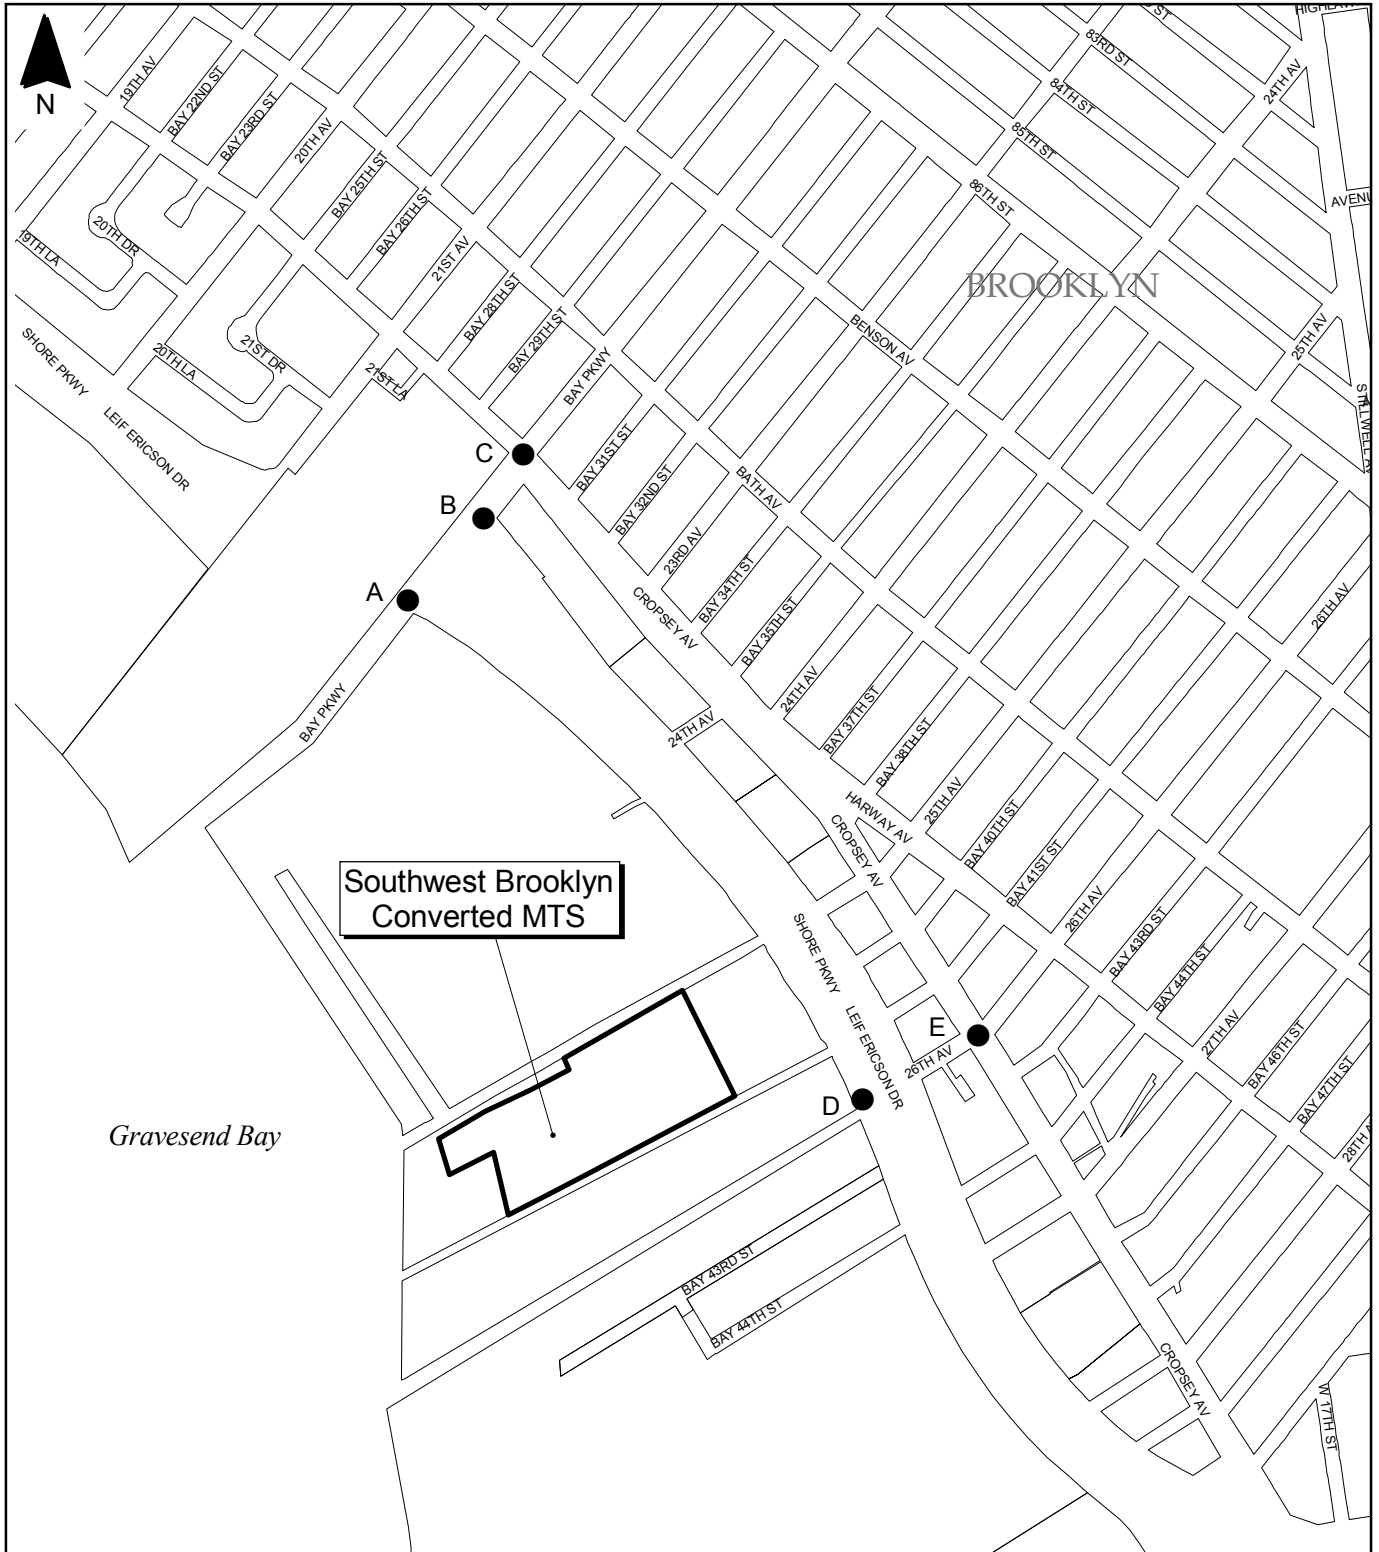 N
HIGHLAW
19TH AV
BAY 22ND ST
BAY 23RD ST
20TH AV
BAY 25TH ST
BAY 26TH ST
21ST AV
BAY 28TH ST
BAY 29TH ST
BAY PKWY
BAY 31ST ST
BAY 32ND ST
23RD AV
BAY 34TH ST
BAY 35TH ST
24TH AV
BAY 37TH ST
BAY 38TH ST
25TH AV
BAY 40TH ST
BAY 41ST ST
26TH AV
BAY 43RD ST
BAY 44TH ST
27TH AV
BAY 46TH ST
BAY 47TH ST
28TH A
D ST
83RD ST
84TH ST
85TH ST
86TH ST
24TH AV
AVENU
25TH AV
STILLWELL AV
26TH AV
BROOKLYN
BENSON AV
BATH AV
CROPSEY AV
HARWAY AV
CROPSEY AV
19TH LA
20TH DR
20TH LA
21ST DR
21ST LA
SHORE PKWY
LEIF ERICSON DR
C
B
A
BAY PKWY
24TH AV
Southwest Brooklyn
Converted MTS
SHORE PKWY
LEIF ERICSON DR
E
26TH AV
D
Gravesend Bay
BAY 43RD ST
BAY 44TH ST
CROPSEY AV
W 17TH ST